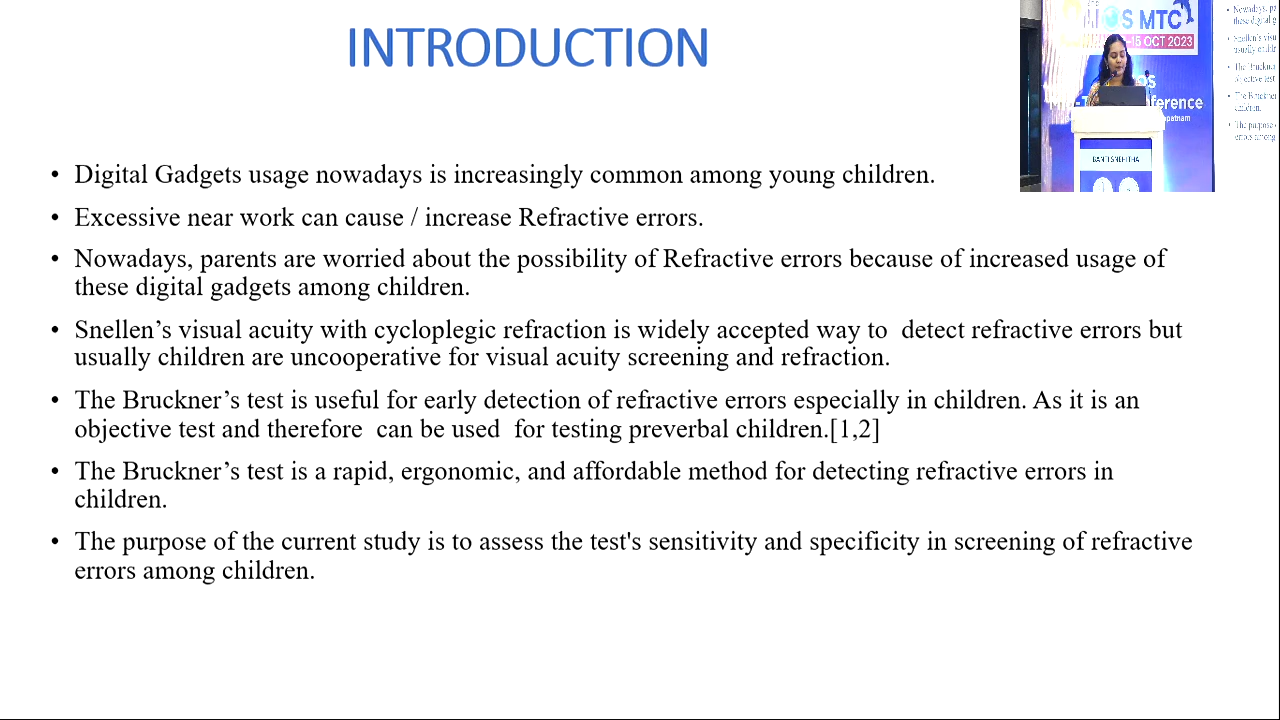 INTRODUCTION
• Digital Gadgets usage nowadays is increasingly common among young children.
• Excessive near work can cause / increase Refractive errors.
• Nowadays, parents are worried about the possibility of Refractive errors because of increased usage of
these digital gadgets among children.
• Snellen’s visual acuity with cycloplegic refraction is widely accepted way to  detect refractive errors but
usually children are uncooperative for visual acuity screening and refraction.
• The Bruckner’s test is useful for early detection of refractive errors especially in children. As it is an
objective test and therefore  can be used  for testing preverbal children.[1,2]
• The Bruckner’s test is a rapid, ergonomic, and affordable method for detecting refractive errors in
children.
• The purpose of the current study is to assess the test's sensitivity and specificity in screening of refractive
errors among children.
OS MTC
15 OCT 2023